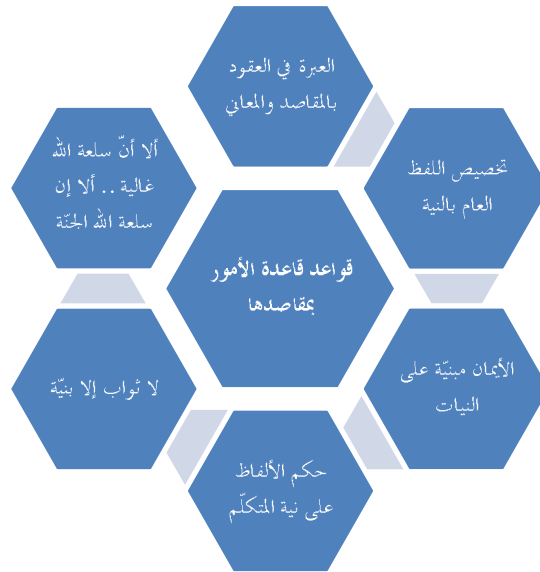 العبرة في العقود
بالمقاصد والمعاني
تخصيص اللفظ
العام بالنية
الأيمان مبنيّة على
النيات
حكم الألفاظ
على نية المتكلّم
لا ثواب إلا بنيّة
ألا أنّ سلعة الله
غالية .. ألا إن
سلعة الله الجنّة
قواعد قاعدة الأمور
بمقاصدها